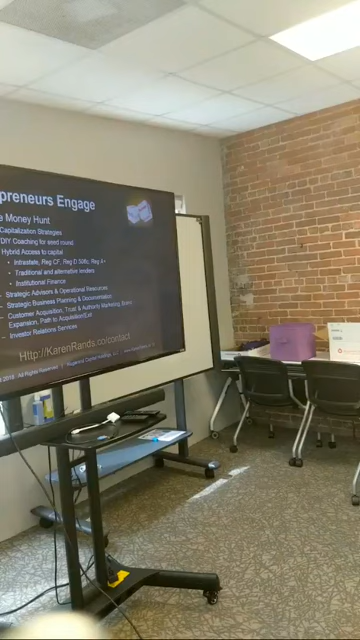 preneurs Engage
e Money Hunt
Capitalization Strategies
DIY Coaching for seed round
Hybrid Access to capital
• Intrastate, Reg CF, Reg D 506c, Reg A+
• Traditional and alternative lenders
• Institutional Finance
- Strategic Advisors & Operational Resources
- Strategic Business Planning & Documentation
- Customer Acquisition, Trust & Authority Marketing,
Expansion, Path to Acquisition/Exit
- Investor Relations Services
Http://KarenRands.co/contact
2019 All Rights Reserved